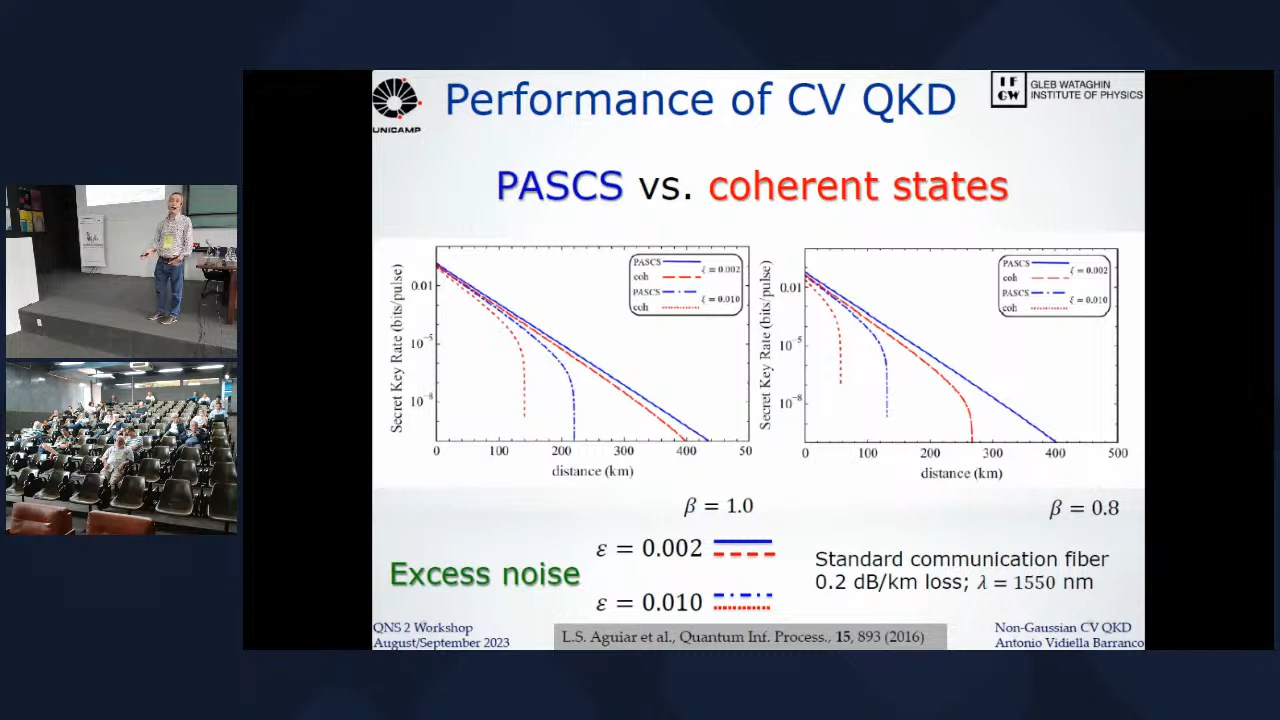 Performance of CV QKD
UNICAMP
IF
GW
GLEB WATAGHIN
INSTITUTE OF PHYSICS
PASCS vs. coherent states
Secret Key Rate (bits/pulse)
0.01
10⁻⁵
10⁻⁸
PASCS
coh
ξ = 0.002
PASCS
coh
ξ = 0.010
0 100 200 300 400 50
distance (km)
Secret Key Rate (bits/pulse)
0.01
10⁻⁵
10⁻⁸
PASCS
coh
ξ = 0.002
PASCS
coh
ξ = 0.010
0 100 200 300 400 500
distance (km)
β = 1.0
β = 0.8
Excess noise
ε = 0.002
ε = 0.010
Standard communication fiber
0.2 dB/km loss; λ = 1550 nm
QNS 2 Workshop
August/September 2023
L.S. Aguiar et al., Quantum Inf. Process., 15, 893 (2016)
Non-Gaussian CV QKD
Antonio Vidiella Barranco